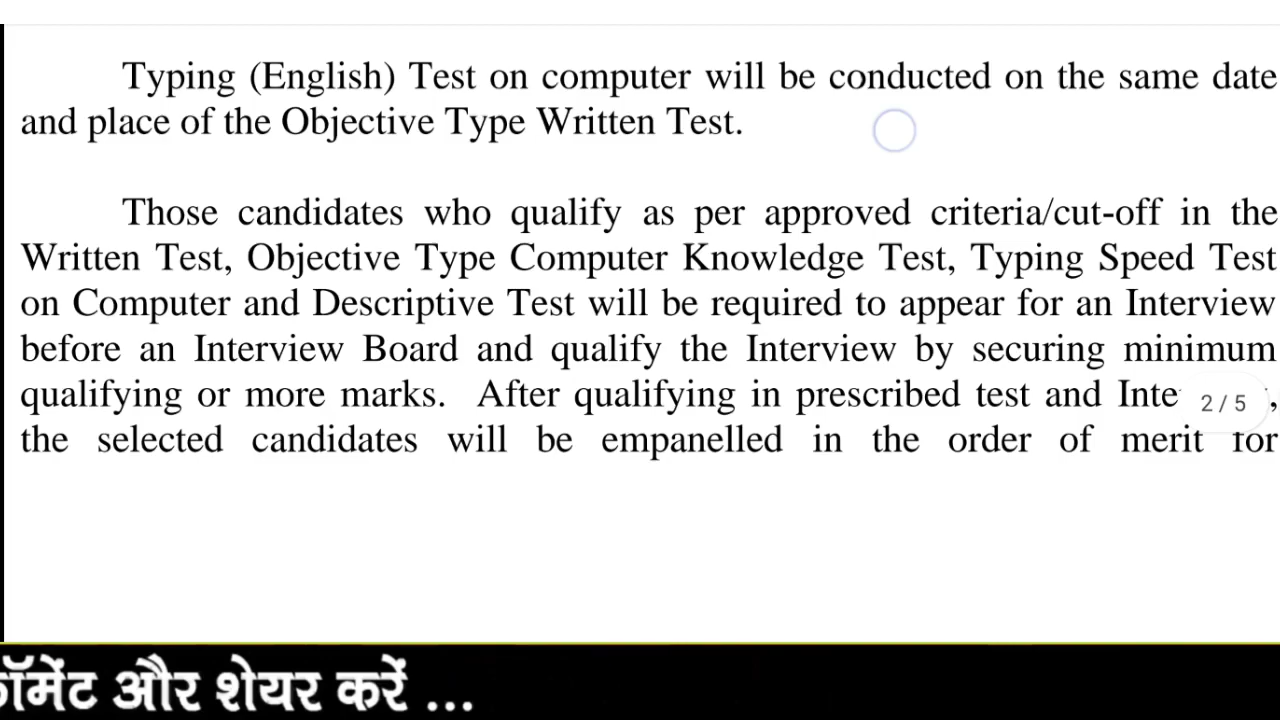 Typing (English) Test on computer will be conducted on the same date
and place of the Objective Type Written Test.
Those candidates who qualify as per approved criteria/cut-off in the
Written Test, Objective Type Computer Knowledge Test, Typing Speed Test
on Computer and Descriptive Test will be required to appear for an Interview
before an Interview Board and qualify the Interview by securing minimum
qualifying or more marks. After qualifying in prescribed test and
2 / 5
the selected candidates will be empanelled in the order of merit for
और शेयर करें ...